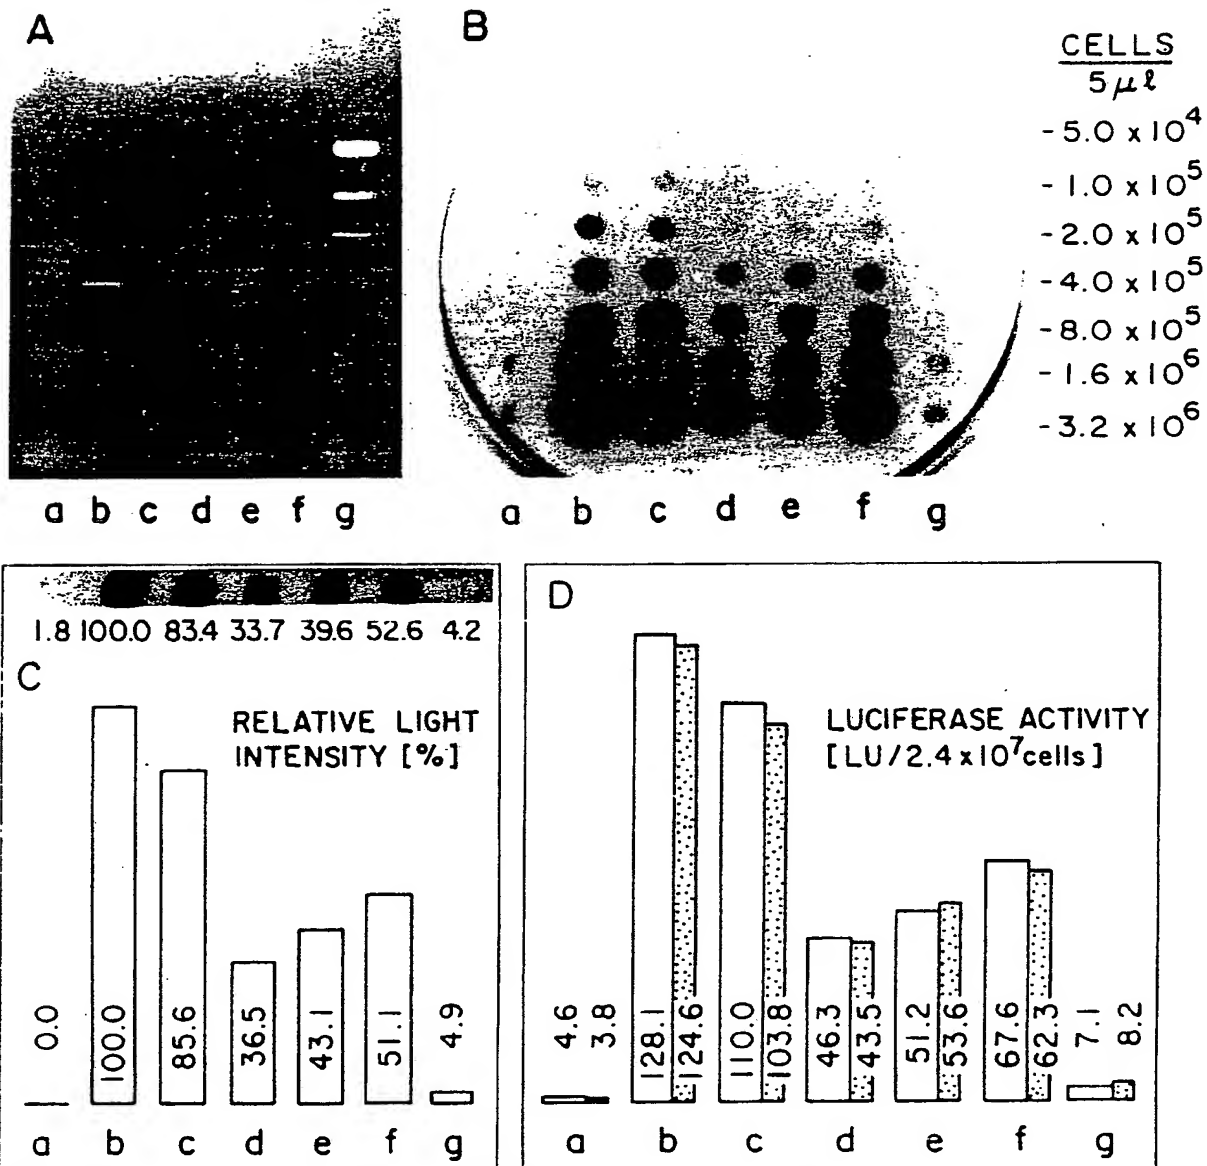 A
B
CELLS
5 µl
- 5.0 x 10⁴
- 1.0 x 10⁵
- 2.0 x 10⁵
- 4.0 x 10⁵
- 8.0 x 10⁵
- 1.6 x 10⁶
- 3.2 x 10⁶
a b c d e f g
a b c d e f g
1.8 100.0 83.4 33.7 39.6 52.6 4.2
C
RELATIVE LIGHT
INTENSITY [%]
0.0 100.0 85.6 36.5 43.1 51.1 4.9
a b c d e f g
D
LUCIFERASE ACTIVITY
[LU/2.4 x 10⁷ cells]
4.6 3.8 128.1 124.6 110.0 103.8 46.3 43.5 51.2 53.6 67.6 62.3 7.1 8.2
a b c d e f g